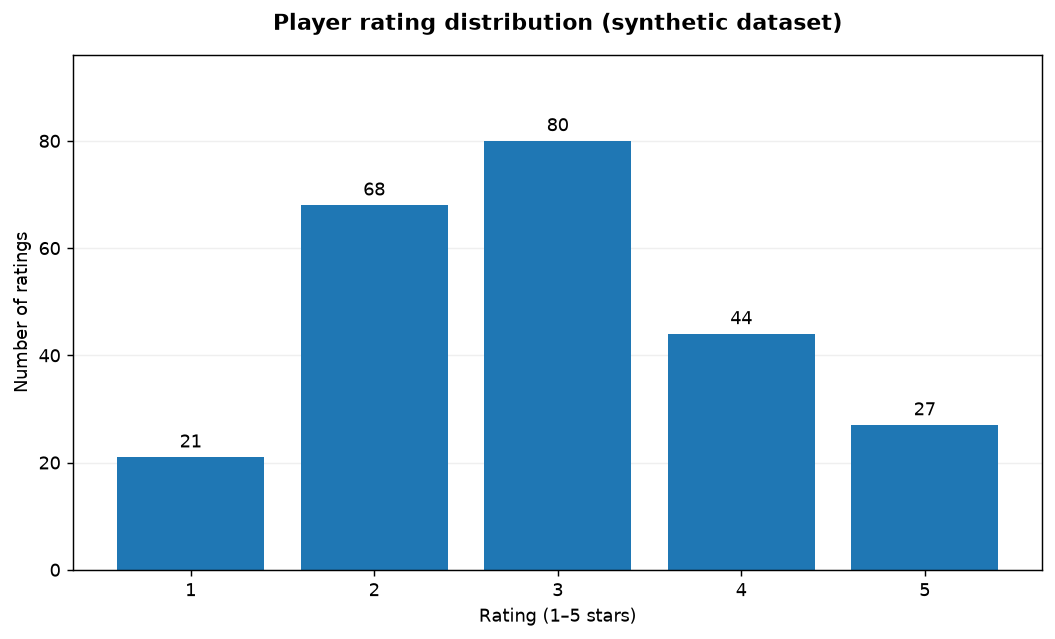 Player rating distribution (synthetic dataset)
Number of ratings
80
60
40
20
0
21
68
80
44
27
1 2 3 4 5
Rating (1–5 stars)